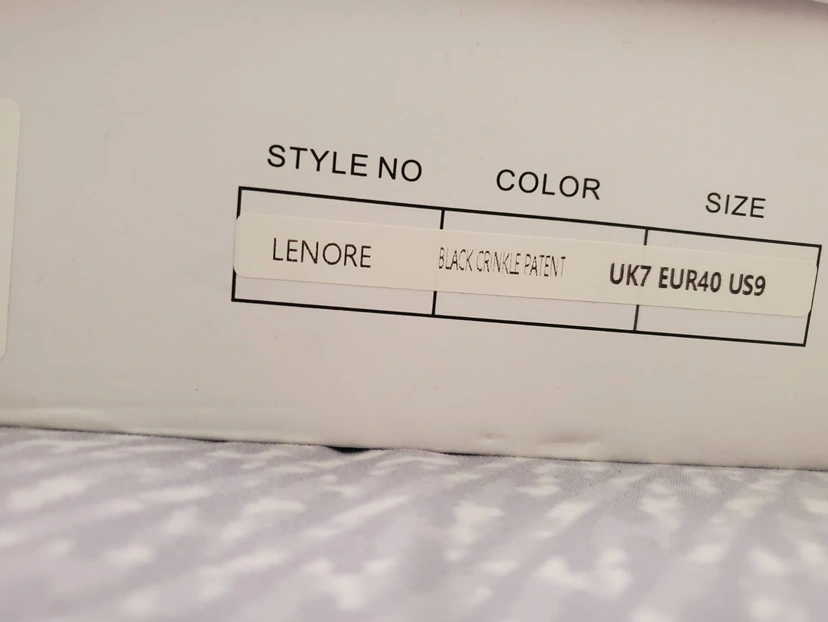 STYLE NO COLOR SIZE
LENORE BLACK CRINKLE PATENT UK7 EUR40 US9